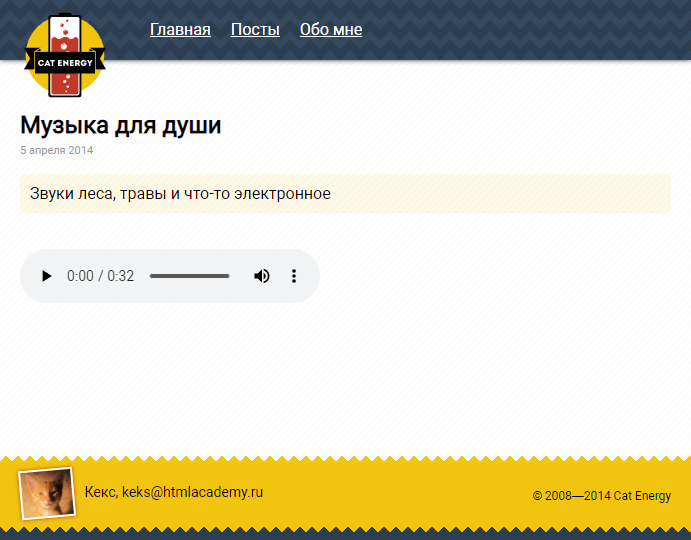 Главная Посты Обо мне
CAT ENERGY
Музыка для души
5 апреля 2014
Звуки леса, травы и что-то электронное
0:00 / 0:32
Кекс, keks@htmlacademy.ru
© 2008—2014 Cat Energy